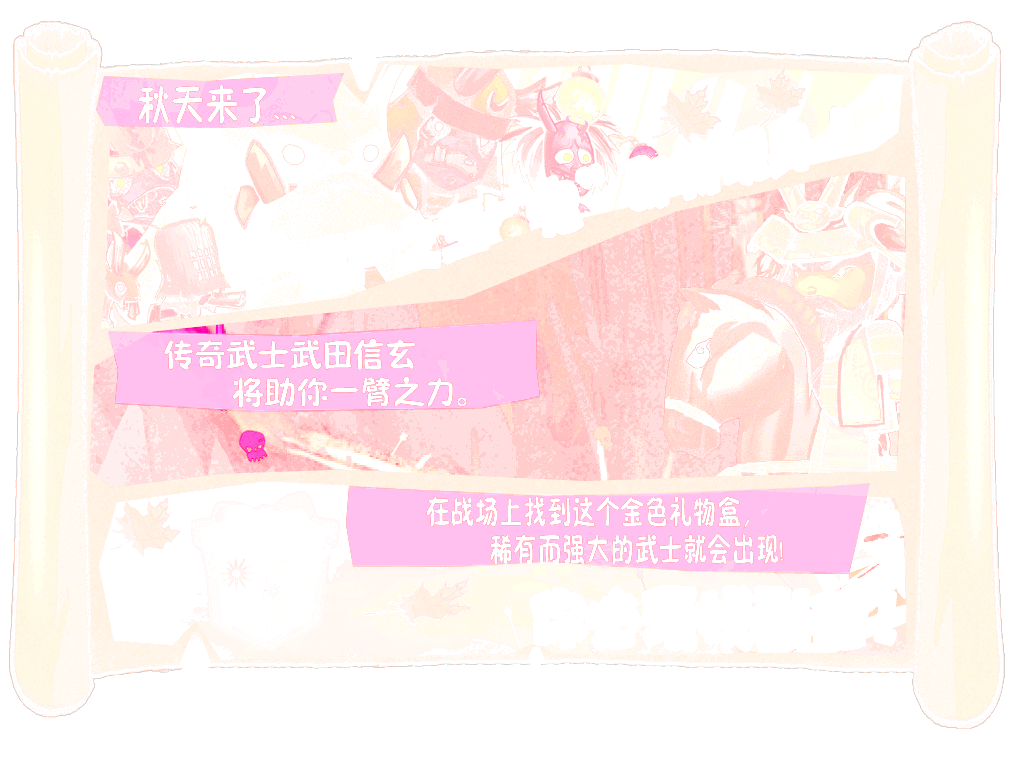 秋天来了...
传奇武士武田信玄
将助你一臂之力。
在战场上找到这个金色礼物盒,
稀有而强大的武士就会出现!